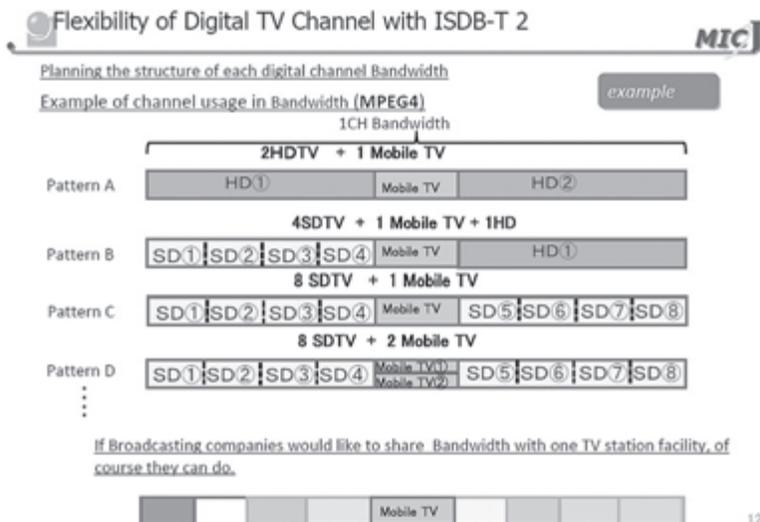 Flexibility of Digital TV Channel with ISDB-T 2
MIC
Planning the structure of each digital channel Bandwidth
example
Example of channel usage in Bandwidth (MPEG4)
1CH Bandwidth
2HDTV + 1 Mobile TV
Pattern A HD① Mobile TV HD②
4SDTV + 1 Mobile TV + 1HD
Pattern B SD① SD② SD③ SD④ Mobile TV HD①
8 SDTV + 1 Mobile TV
Pattern C SD① SD② SD③ SD④ Mobile TV SD⑤ SD⑥ SD⑦ SD⑧
8 SDTV + 2 Mobile TV
Pattern D SD① SD② SD③ SD④ Mobile TV① SD⑤ SD⑥ SD⑦ SD⑧
Mobile TV②
If Broadcasting companies would like to share Bandwidth with one TV station facility, of
course they can do.
Mobile TV
12